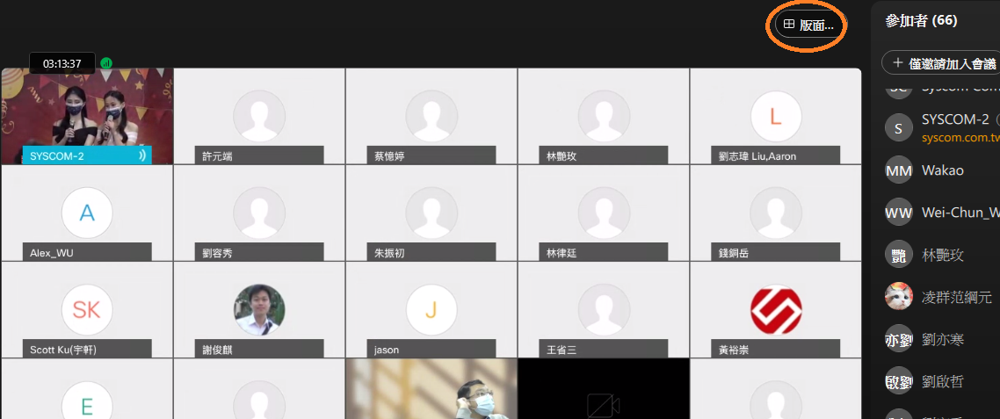 版面...
參加者 (66)
03:13:37
僅邀請加入會議
SYSCOM-2
許元端
蔡憶婷
林艷玫
L
劉志瑋 Liu,Aaron
S
SYSCOM-2
syscom.com.tw
A
Alex_WU
劉容秀
朱振初
林律廷
錢銅岳
MM
Wakao
WW
Wei-Chun_W
艷
林艷玫
SK
Scott Ku(宇軒)
謝俊麒
J
jason
王省三
黃裕崇
凌群范綱元
亦劉
劉亦寒
啟劉
劉啟哲
E